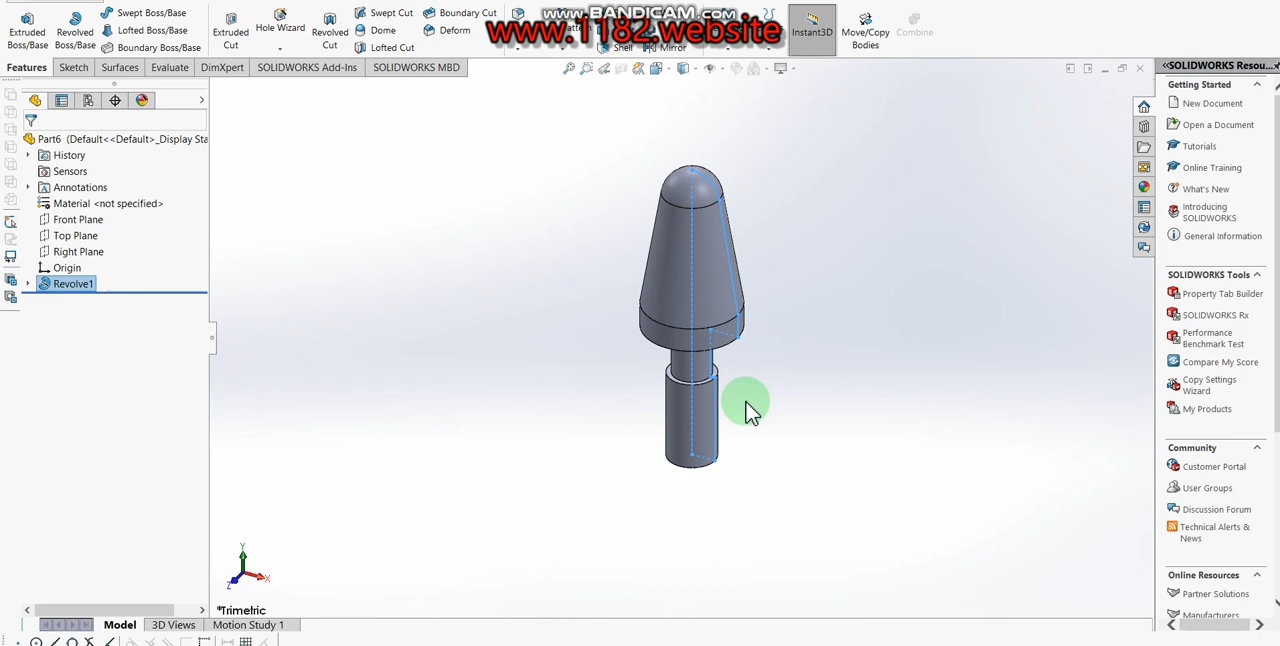 www.BANDICAM.com
www.1182.website
Extruded Boss/Base
Revolved Boss/Base
Swept Boss/Base
Lofted Boss/Base
Boundary Boss/Base
Extruded Cut
Hole Wizard
Revolved Cut
Swept Cut
Dome
Lofted Cut
Boundary Cut
Deform
Shell
Mirror
Instant3D
Move/Copy Bodies
Combine
Features
Sketch
Surfaces
Evaluate
DimXpert
SOLIDWORKS Add-Ins
SOLIDWORKS MBD
Part6 (Default<<Default>_Display Sta
History
Sensors
Annotations
Material <not specified>
Front Plane
Top Plane
Right Plane
Origin
Revolve1
Y
X
Z
*Trimetric
Model
3D Views
Motion Study 1
SOLIDWORKS Resou...
Getting Started
New Document
Open a Document
Tutorials
Online Training
What's New
Introducing
SOLIDWORKS
General Information
SOLIDWORKS Tools
Property Tab Builder
SOLIDWORKS Rx
Performance
Benchmark Test
Compare My Score
Copy Settings
Wizard
My Products
Community
Customer Portal
User Groups
Discussion Forum
Technical Alerts &
News
Online Resources
Partner Solutions
Manufacturers